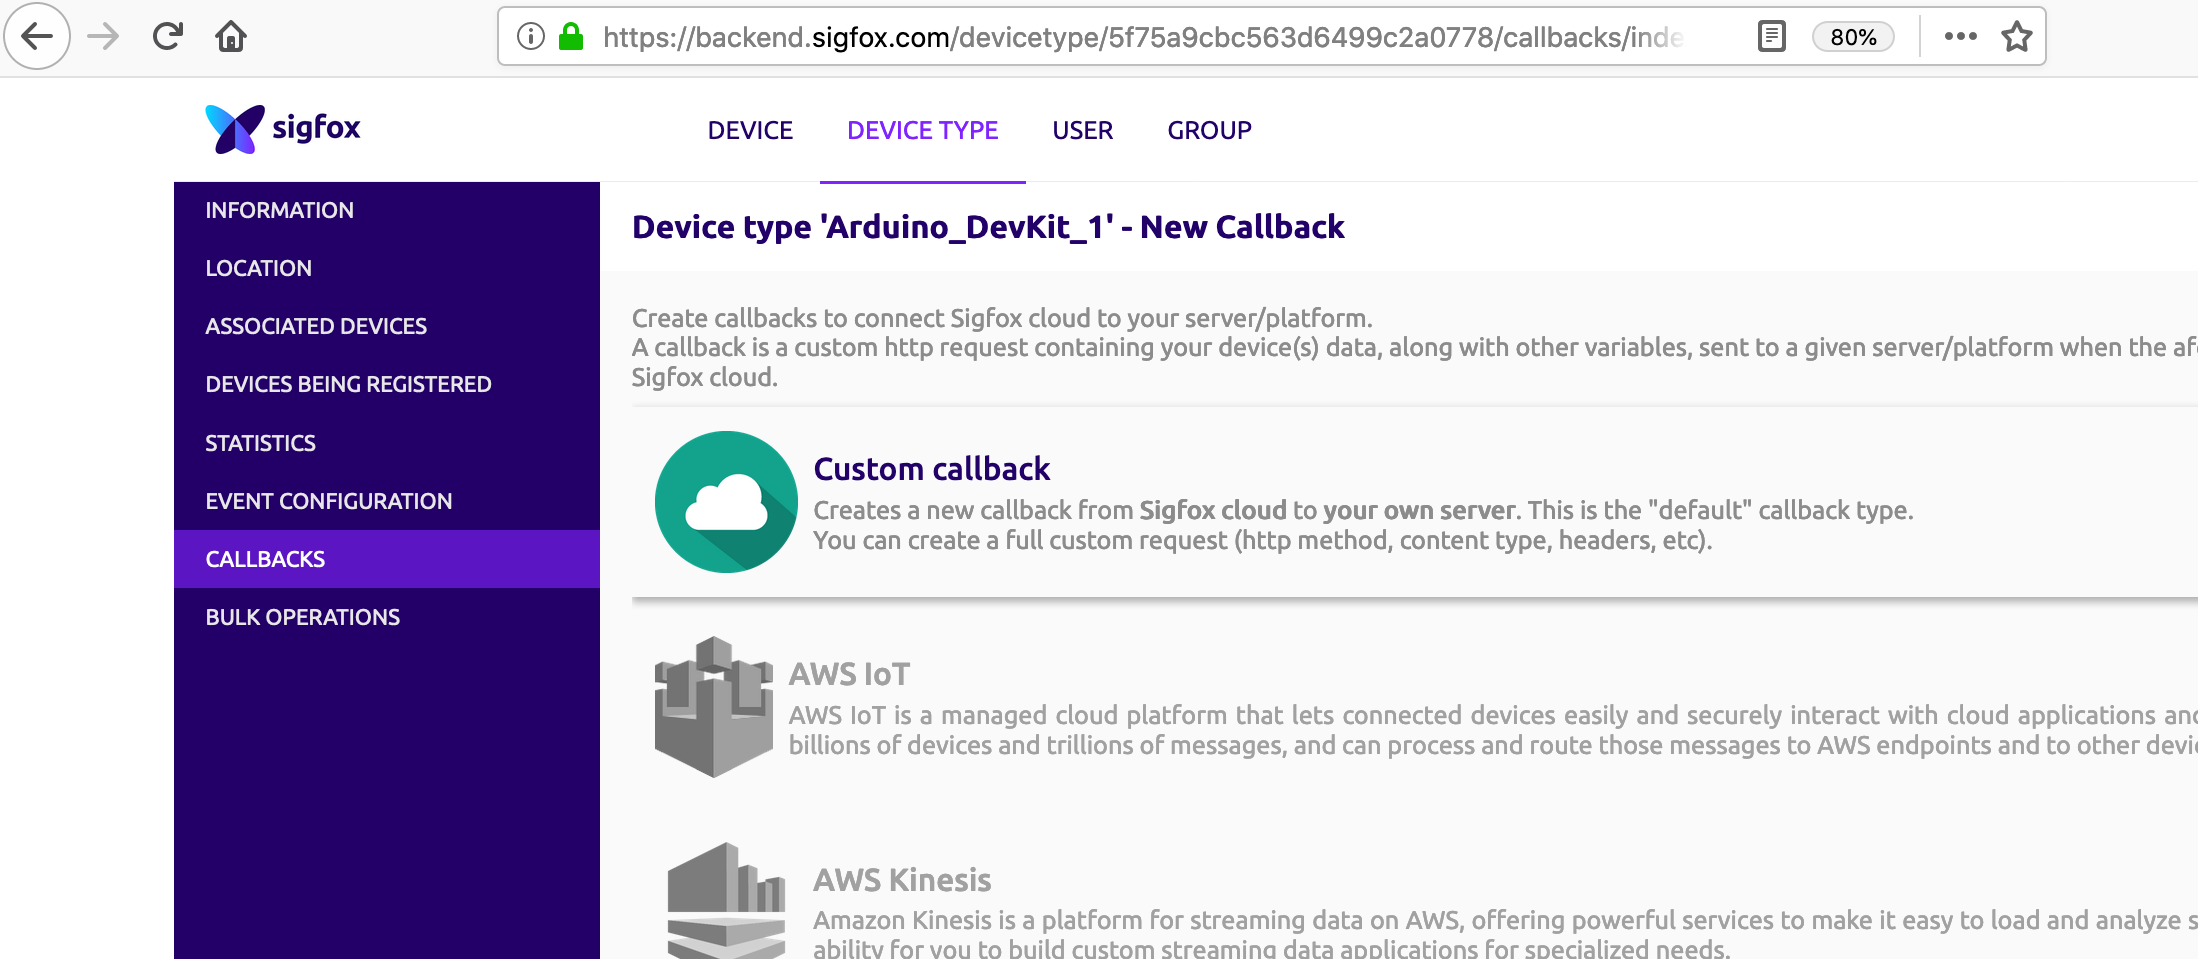 https://backend.sigfox.com/devicetype/5f75a9cbc563d6499c2a0778/callbacks/inde
80%
sigfox
DEVICE
DEVICE TYPE
USER
GROUP
INFORMATION
LOCATION
ASSOCIATED DEVICES
DEVICES BEING REGISTERED
STATISTICS
EVENT CONFIGURATION
CALLBACKS
BULK OPERATIONS
Device type 'Arduino_DevKit_1' - New Callback
Create callbacks to connect Sigfox cloud to your server/platform.
A callback is a custom http request containing your device(s) data, along with other variables, sent to a given server/platform when the
Sigfox cloud.
Custom callback
Creates a new callback from Sigfox cloud to your own server. This is the "default" callback type.
You can create a full custom request (http method, content type, headers, etc).
AWS IoT
AWS IoT is a managed cloud platform that lets connected devices easily and securely interact with cloud applications
billions of devices and trillions of messages, and can process and route those messages to AWS endpoints and to other
AWS Kinesis
Amazon Kinesis is a platform for streaming data on AWS, offering powerful services to make it easy to load and analyze
ability for you to build custom streaming data applications for specialized needs.